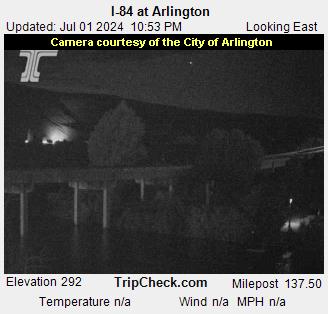 I-84 at Arlington
Updated: Jul 01 2024 10:53 PM Looking East
Camera courtesy of the City of Arlington
Elevation 292 TripCheck.com Milepost 137.50
Temperature n/a Wind n/a MPH n/a